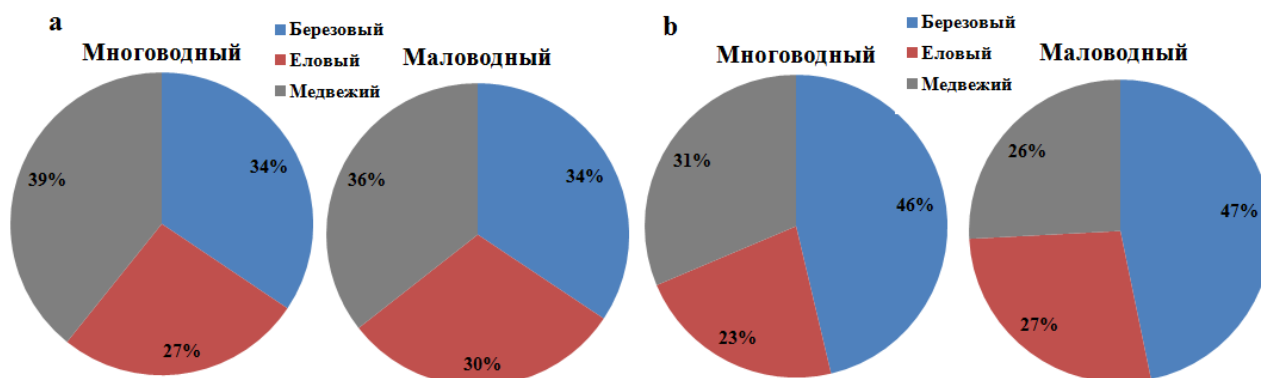 a
Многоводный
Березовый
Еловый
Медвежий
Маловодный
39%
34%
27%
36%
34%
30%
b
Многоводный
Березовый
Еловый
Медвежий
Маловодный
31%
46%
23%
26%
47%
27%